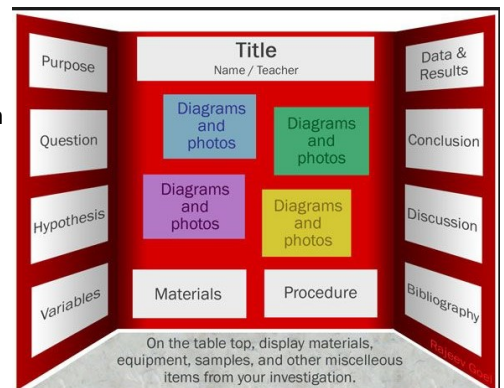 Purpose
Question
Hypothesis
Variables
Title
Name / Teacher
Diagrams
and
photos
Diagrams
and
photos
Diagrams
and
photos
Diagrams
and
photos
Materials
Procedure
Data &
Results
Conclusion
Discussion
Bibliography
On the table top, display materials,
equipment, samples, and other miscelleous
items from your investigation.